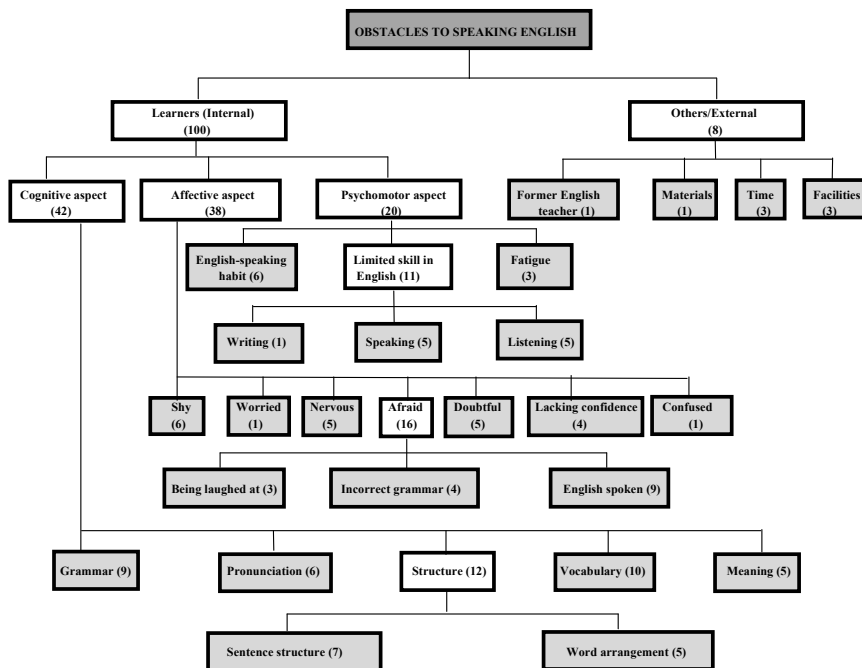 OBSTACLES TO SPEAKING ENGLISH
Learners (Internal)
(100)
Others/External
(8)
Cognitive aspect
(42)
Affective aspect
(38)
Psychomotor aspect
(20)
Former English
teacher (1)
Materials
(1)
Time
(3)
Facilities
(3)
English-speaking
habit (6)
Limited skill in
English (11)
Fatigue
(3)
Writing (1)
Speaking (5)
Listening (5)
Shy
(6)
Worried
(1)
Nervous
(5)
Afraid
(16)
Doubtful
(5)
Lacking confidence
(4)
Confused
(1)
Being laughed at (3)
Incorrect grammar (4)
English spoken (9)
Grammar (9)
Pronunciation (6)
Structure (12)
Vocabulary (10)
Meaning (5)
Sentence structure (7)
Word arrangement (5)